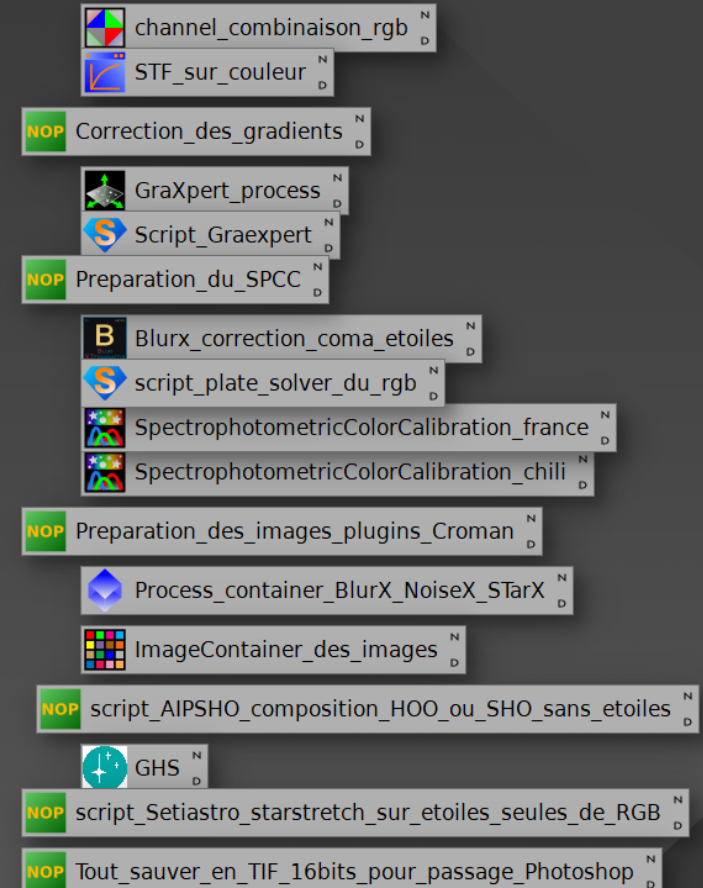 channel_combinaison_rgb N D
STF_sur_couleur N D
NOP Correction_des_gradients N D
GraXpert_process N D
S Script_Graexpert N D
NOP Preparation_du_SPCC N D
B Blurx_correction_coma_etoiles N D
S script_plate_solver_du_rgb N D
SpectrophotometricColorCalibration_france N D
SpectrophotometricColorCalibration_chili N D
NOP Preparation_des_images_plugins_Croman N D
Process_container_BlurX_NoiseX_STarX N D
ImageContainer_des_images N D
NOP script_AIPSHO_composition_HOO_ou_SHO_sans_etoiles N D
GHS N D
NOP script_Setiastro_starstretch_sur_etoiles_seules_de_RGB N D
NOP Tout_sauver_en_TIF_16bits_pour_passage_Photoshop N D